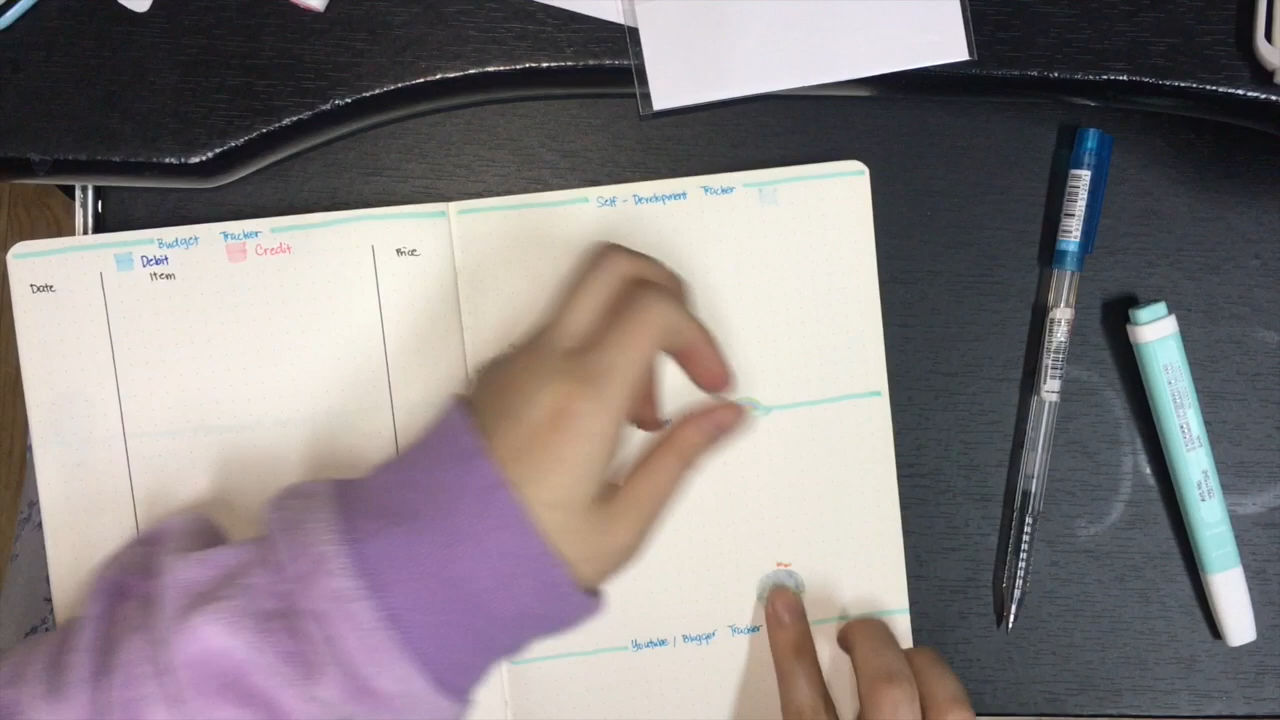 Budget Tracker
Debit
Credit
Date
Item
Price
Self - Development Tracker
Youtube / Blogger Tracker